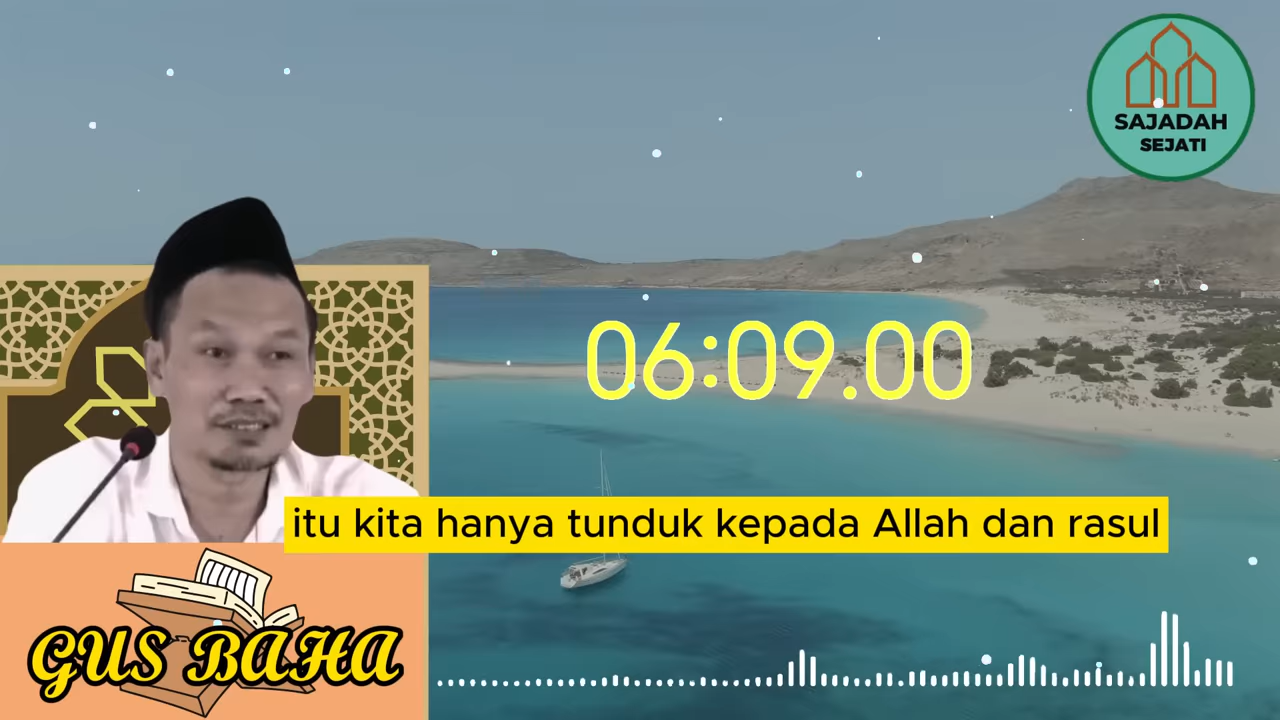 SAJADAH
SEJATI
06:09.00
itu kita hanya tunduk kepada Allah dan rasul
GUS BAHA